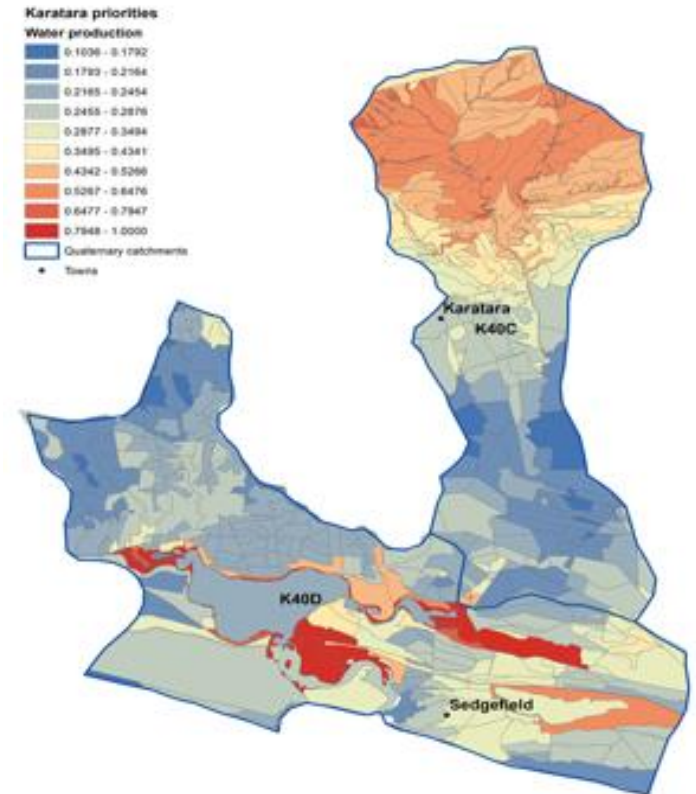 Karatara priorities
Water production
0.1036 - 0.1792
0.1793 - 0.2164
0.2165 - 0.2454
0.2455 - 0.2876
0.2877 - 0.3494
0.3495 - 0.4341
0.4342 - 0.5266
0.5267 - 0.6476
0.6477 - 0.7947
0.7948 - 1.0000
Quaternary catchments
Towns
Karatara
K40C
K40D
Sedgefield